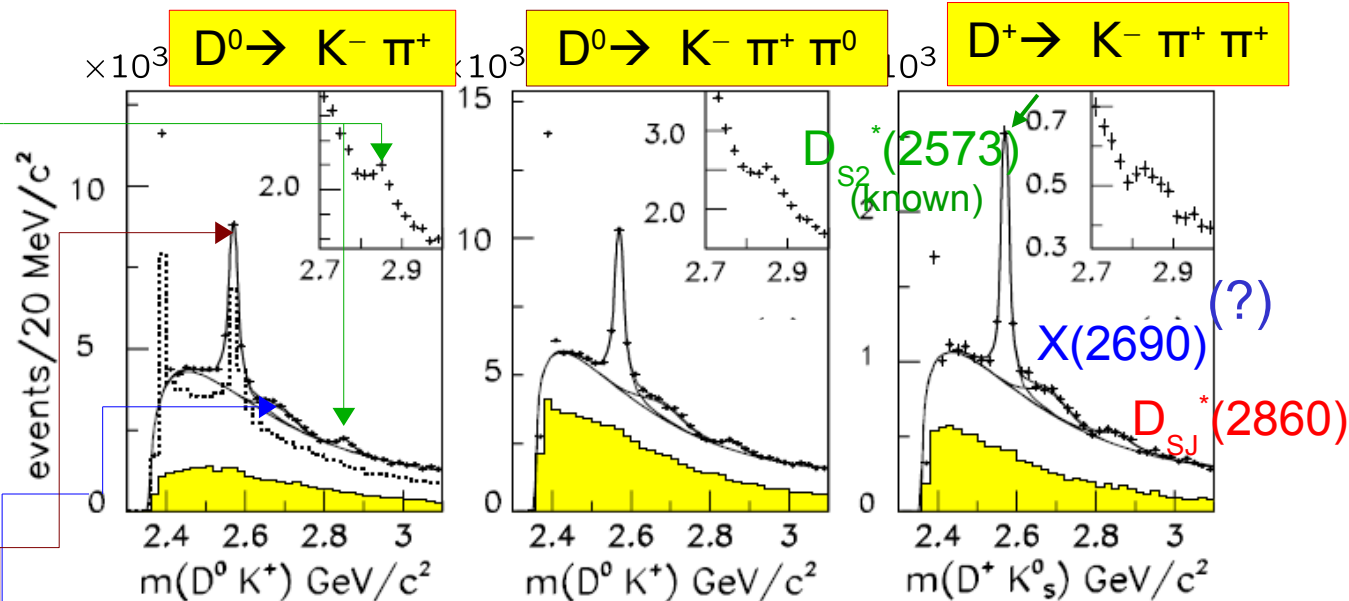 D⁰→ K⁻ π⁺
D⁰→ K⁻ π⁺ π⁰
D⁺→ K⁻ π⁺ π⁺
×10³
×10³
10³
events/20 MeV/c²
10
5
0
2.0
2.7 2.9
2.4 2.6 2.8 3
m(D⁰ K⁺) GeV/c²
15
10
5
0
3.0
2.0
2.7 2.9
2.4 2.6 2.8 3
m(D⁰ K⁺) GeV/c²
2
1
0
0.7
0.5
0.3
2.7 2.9
2.4 2.6 2.8 3
m(D⁺ K⁰ₛ) GeV/c²
D_S2*(2573)
(known)
(?)
X(2690)
D_SJ*(2860)